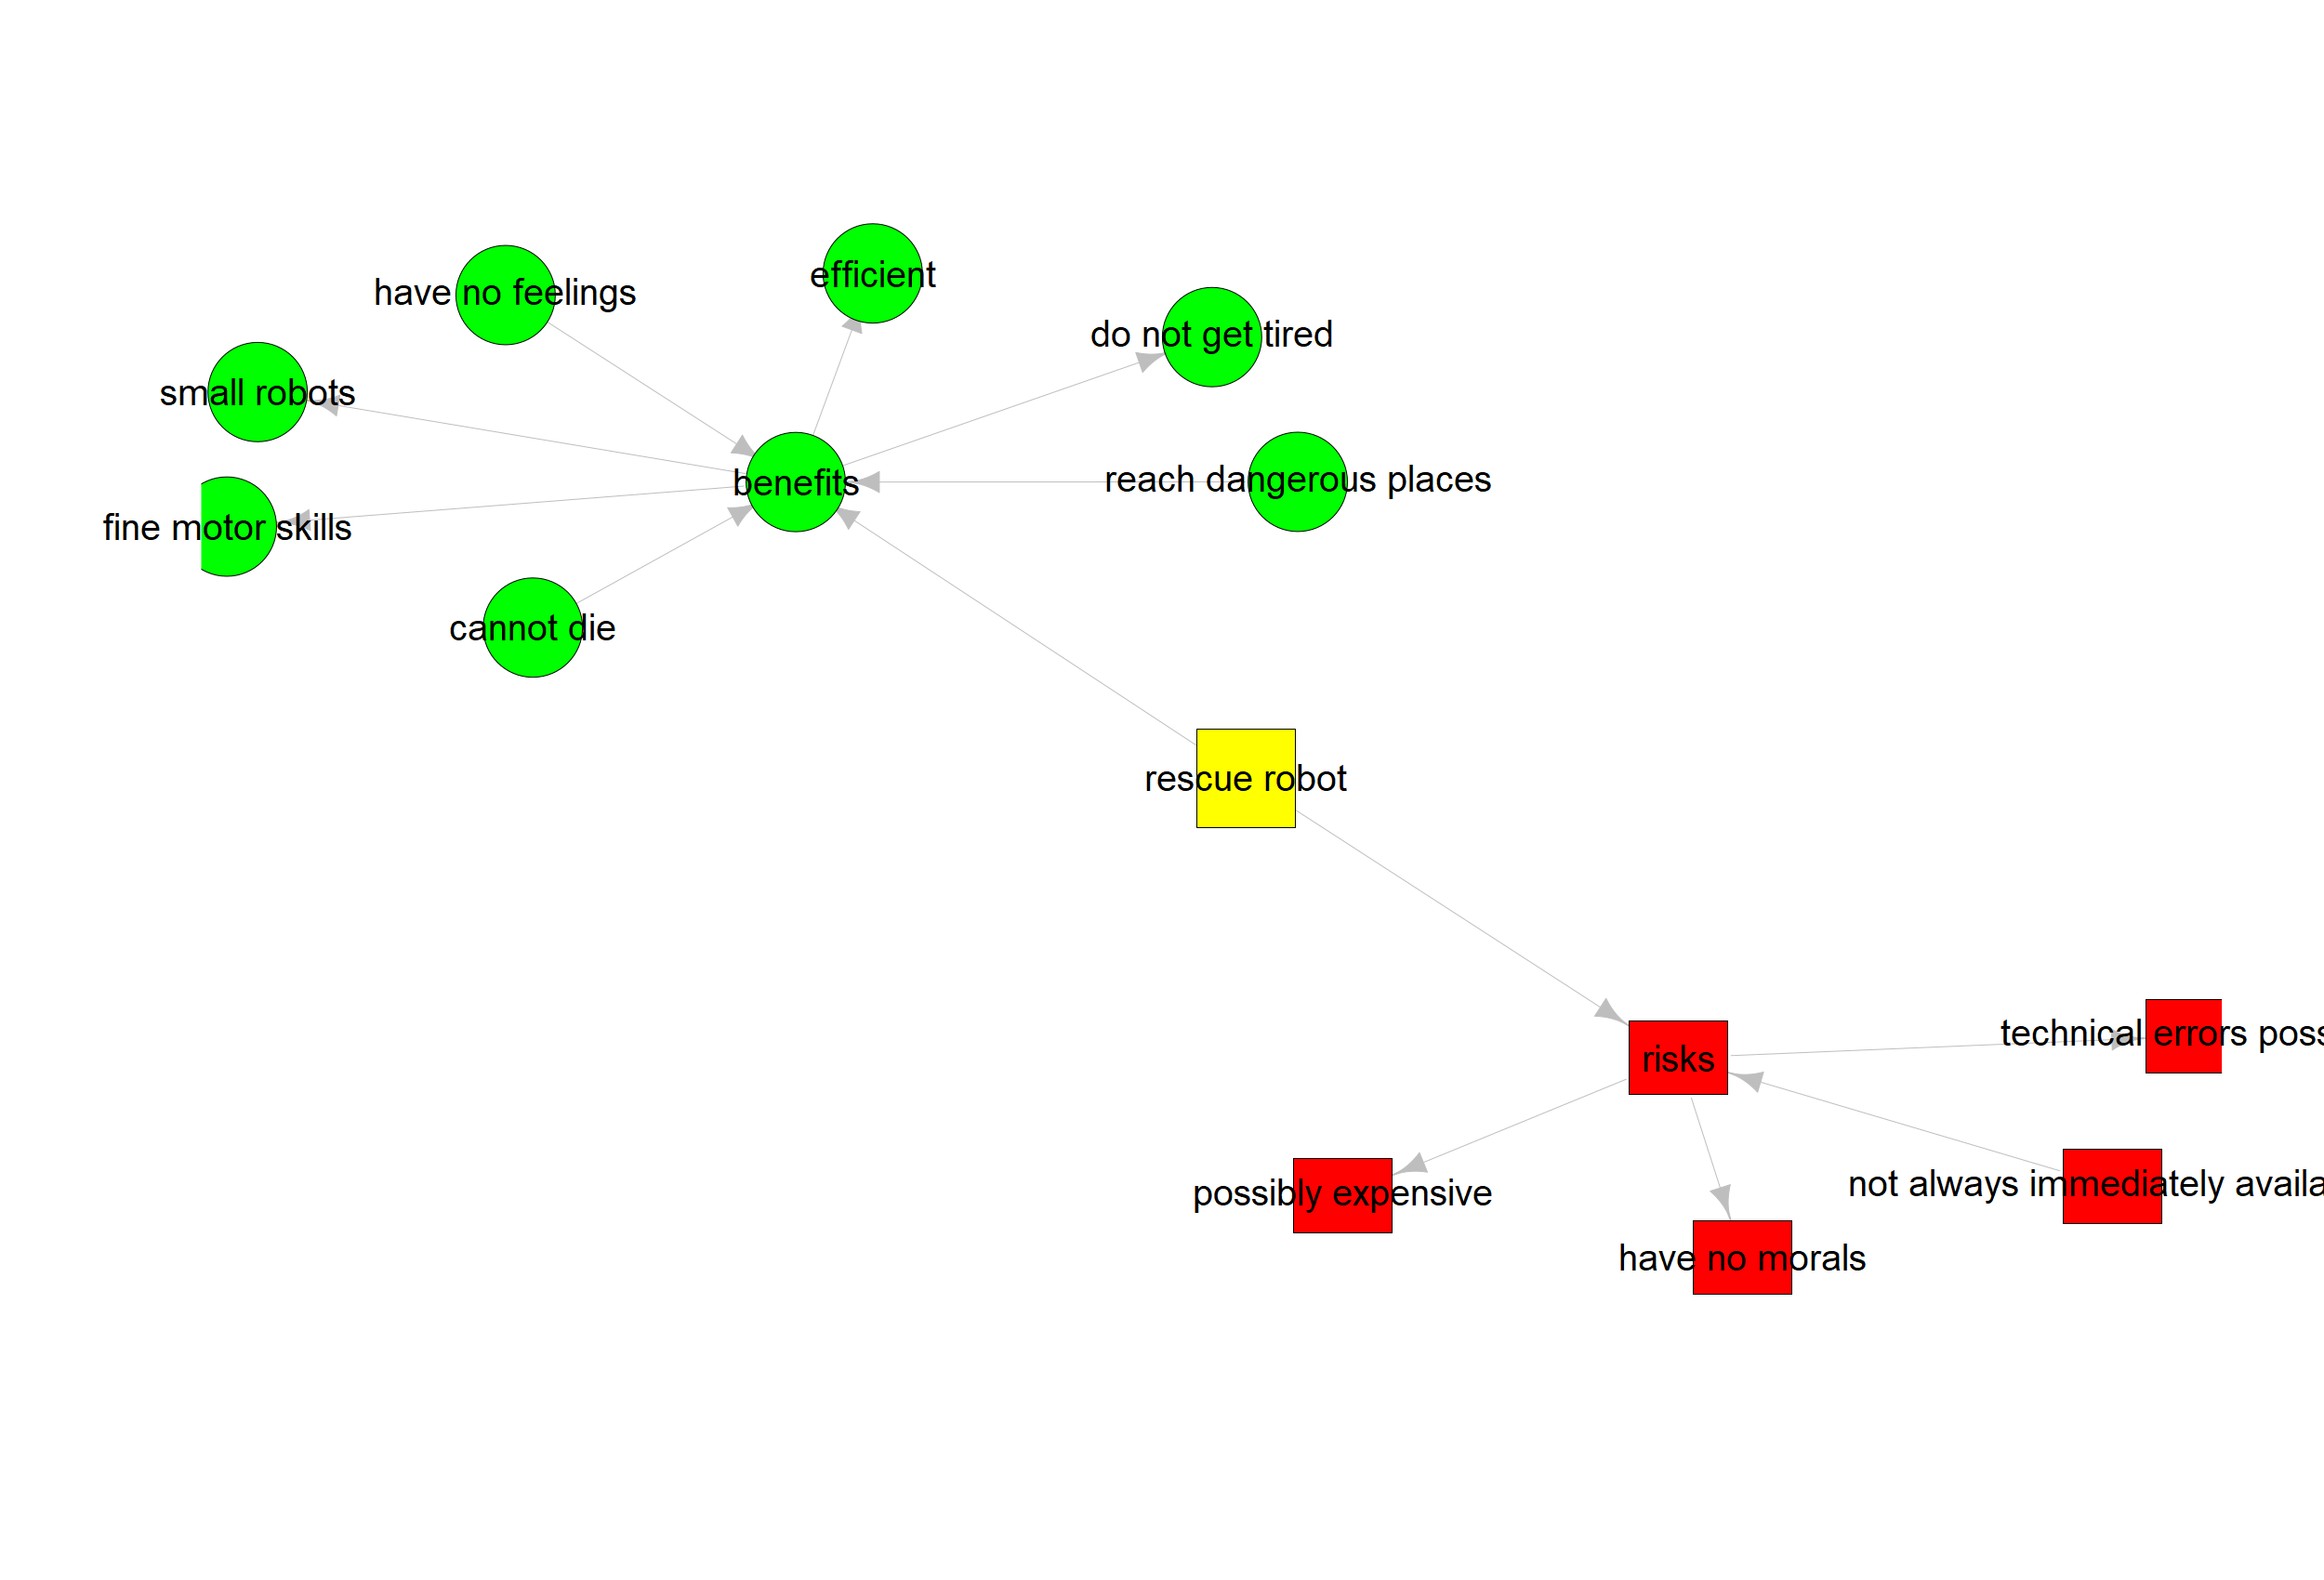 efficient
have no feelings
do not get tired
small robots
reach dangerous places
benefits
fine motor skills
cannot die
rescue robot
technical errors poss
risks
not always immediately availa
possibly expensive
have no morals